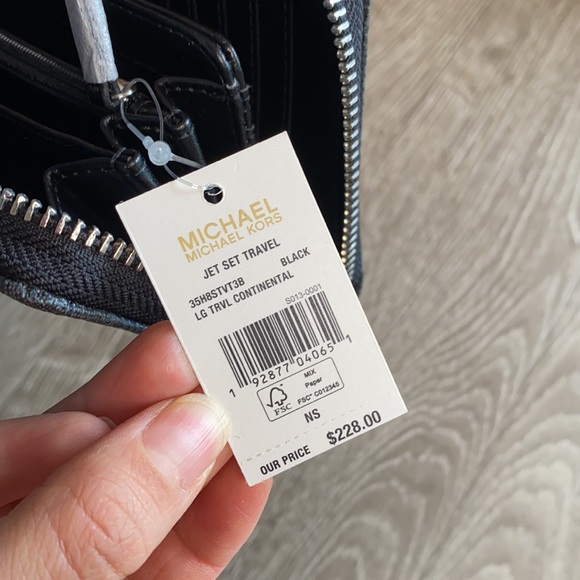 MICHAEL
MICHAEL KORS
JET SET TRAVEL
35H8STVT3B BLACK
LG TRVL CONTINENTAL
S013-0001
1 92877 04065 1
FSC
MIX
Paper
FSC™ C012345
NS
OUR PRICE $228.00